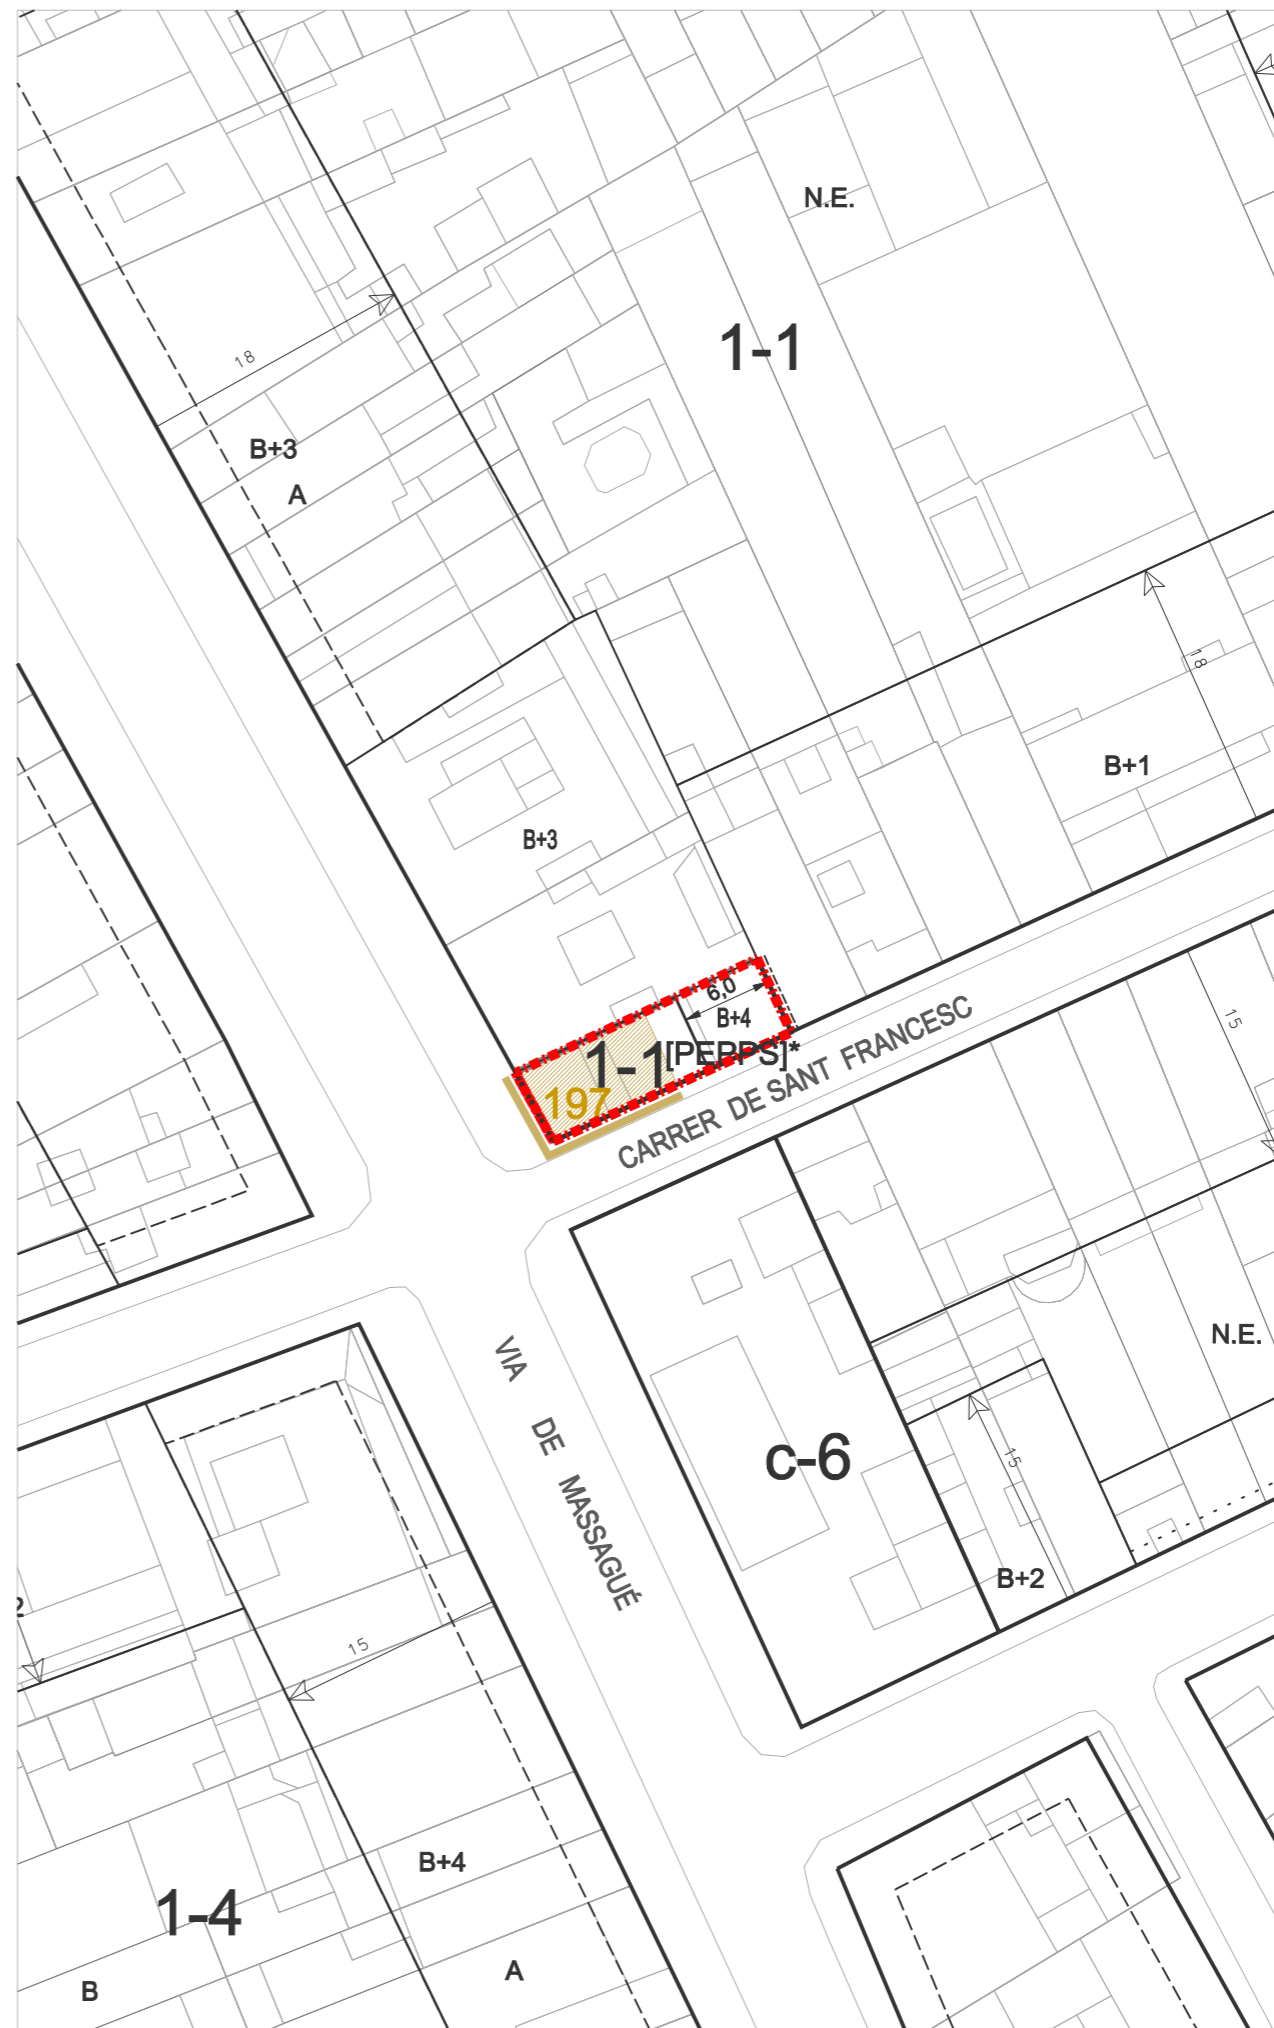 N.E.
1-1
18
B+3
A
18
B+1
B+3
6,0
B+4
1-1[PERPS]*
197
CARRER DE SANT FRANCESC
15
N.E.
VIA DE MASSAGUÉ
c-6
15
B+2
15
B+4
1-4
A
B